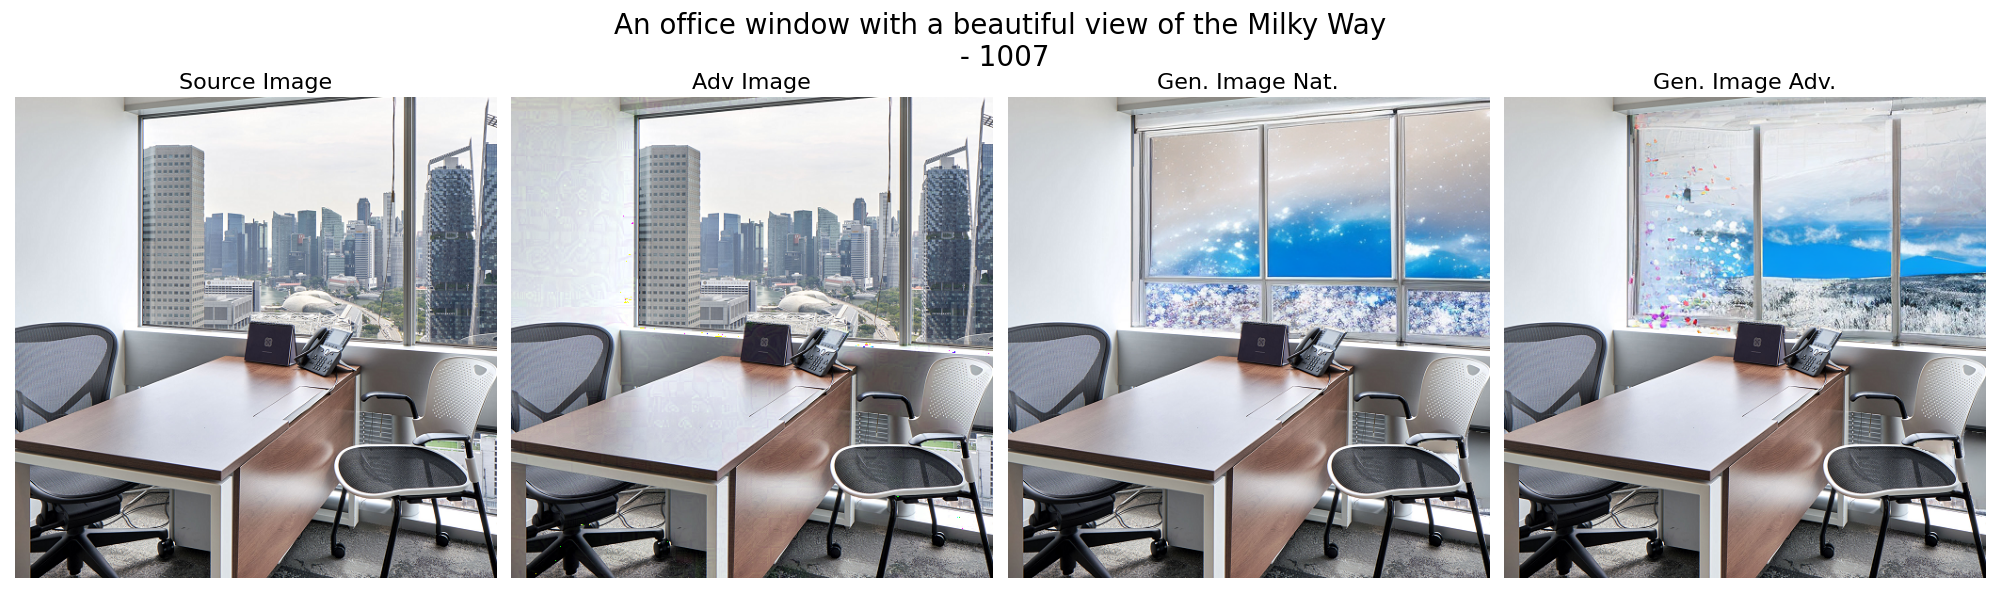 An office window with a beautiful view of the Milky Way
- 1007
Source Image
Adv Image
Gen. Image Nat.
Gen. Image Adv.